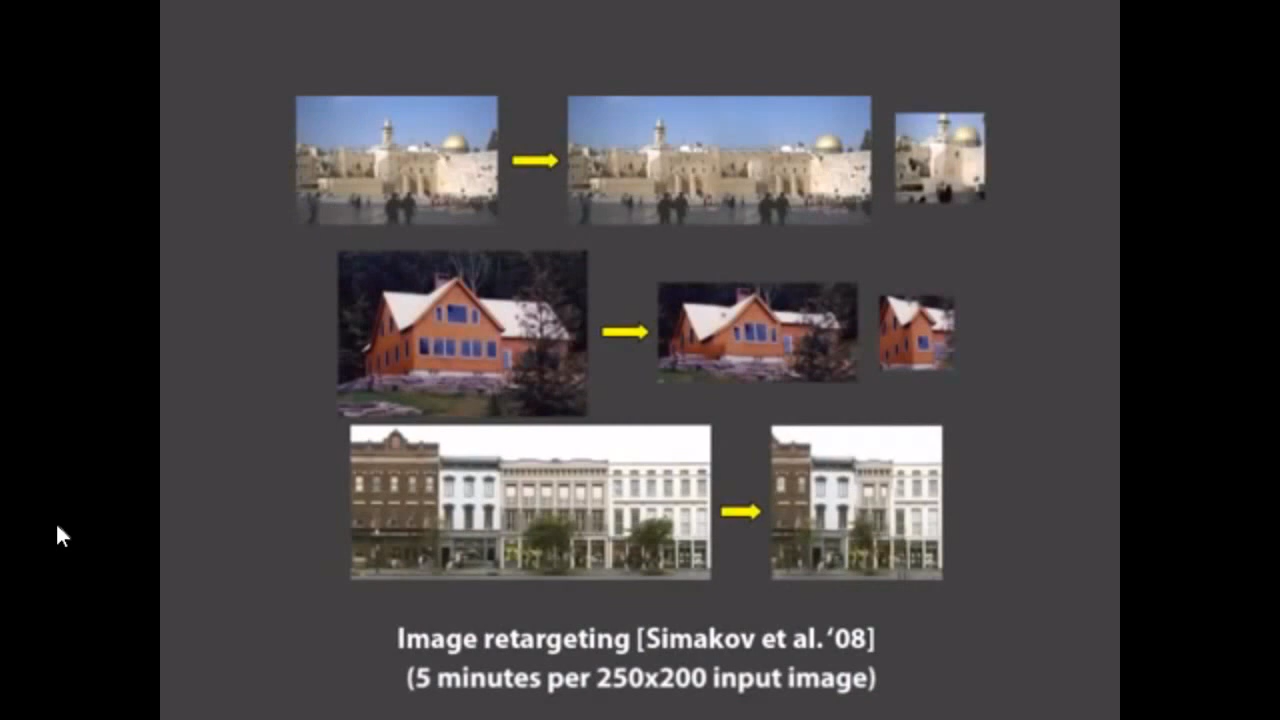 Image retargeting [Simakov et al. ‘08]
(5 minutes per 250x200 input image)